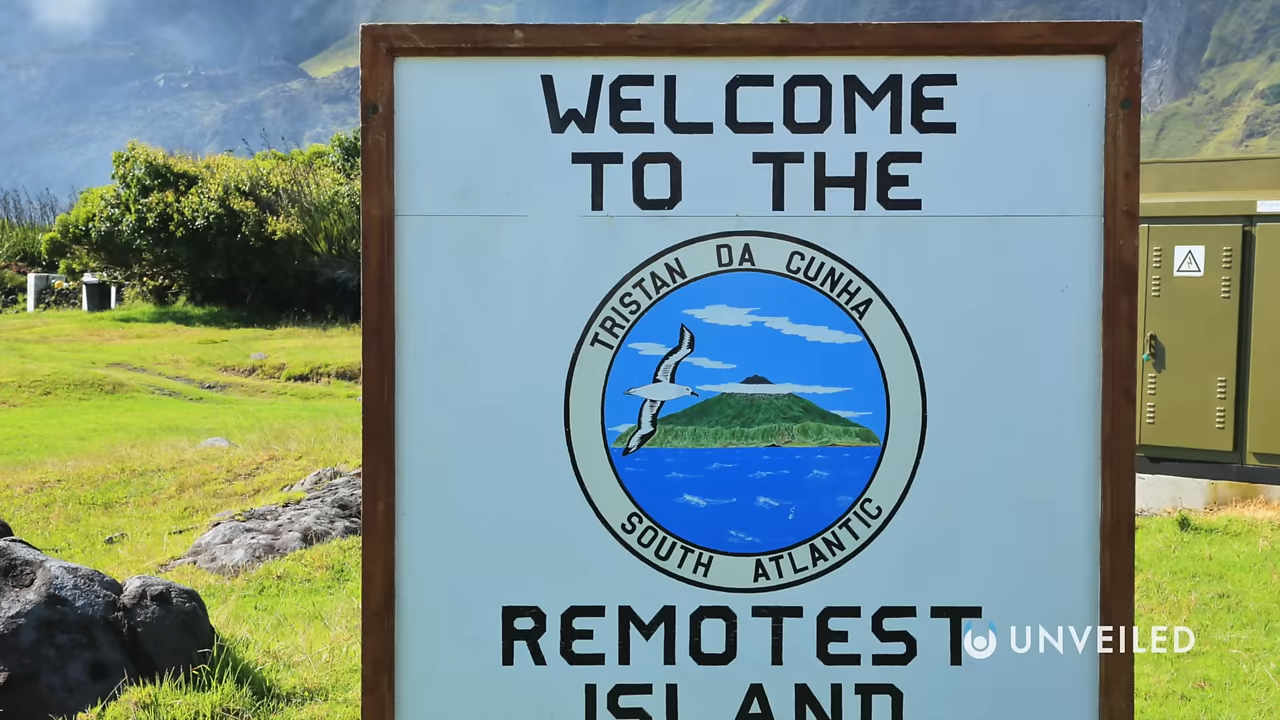 WELCOME
TO THE
TRISTAN DA CUNHA
SOUTH ATLANTIC
REMOTEST
ISLAND
UNVEILED